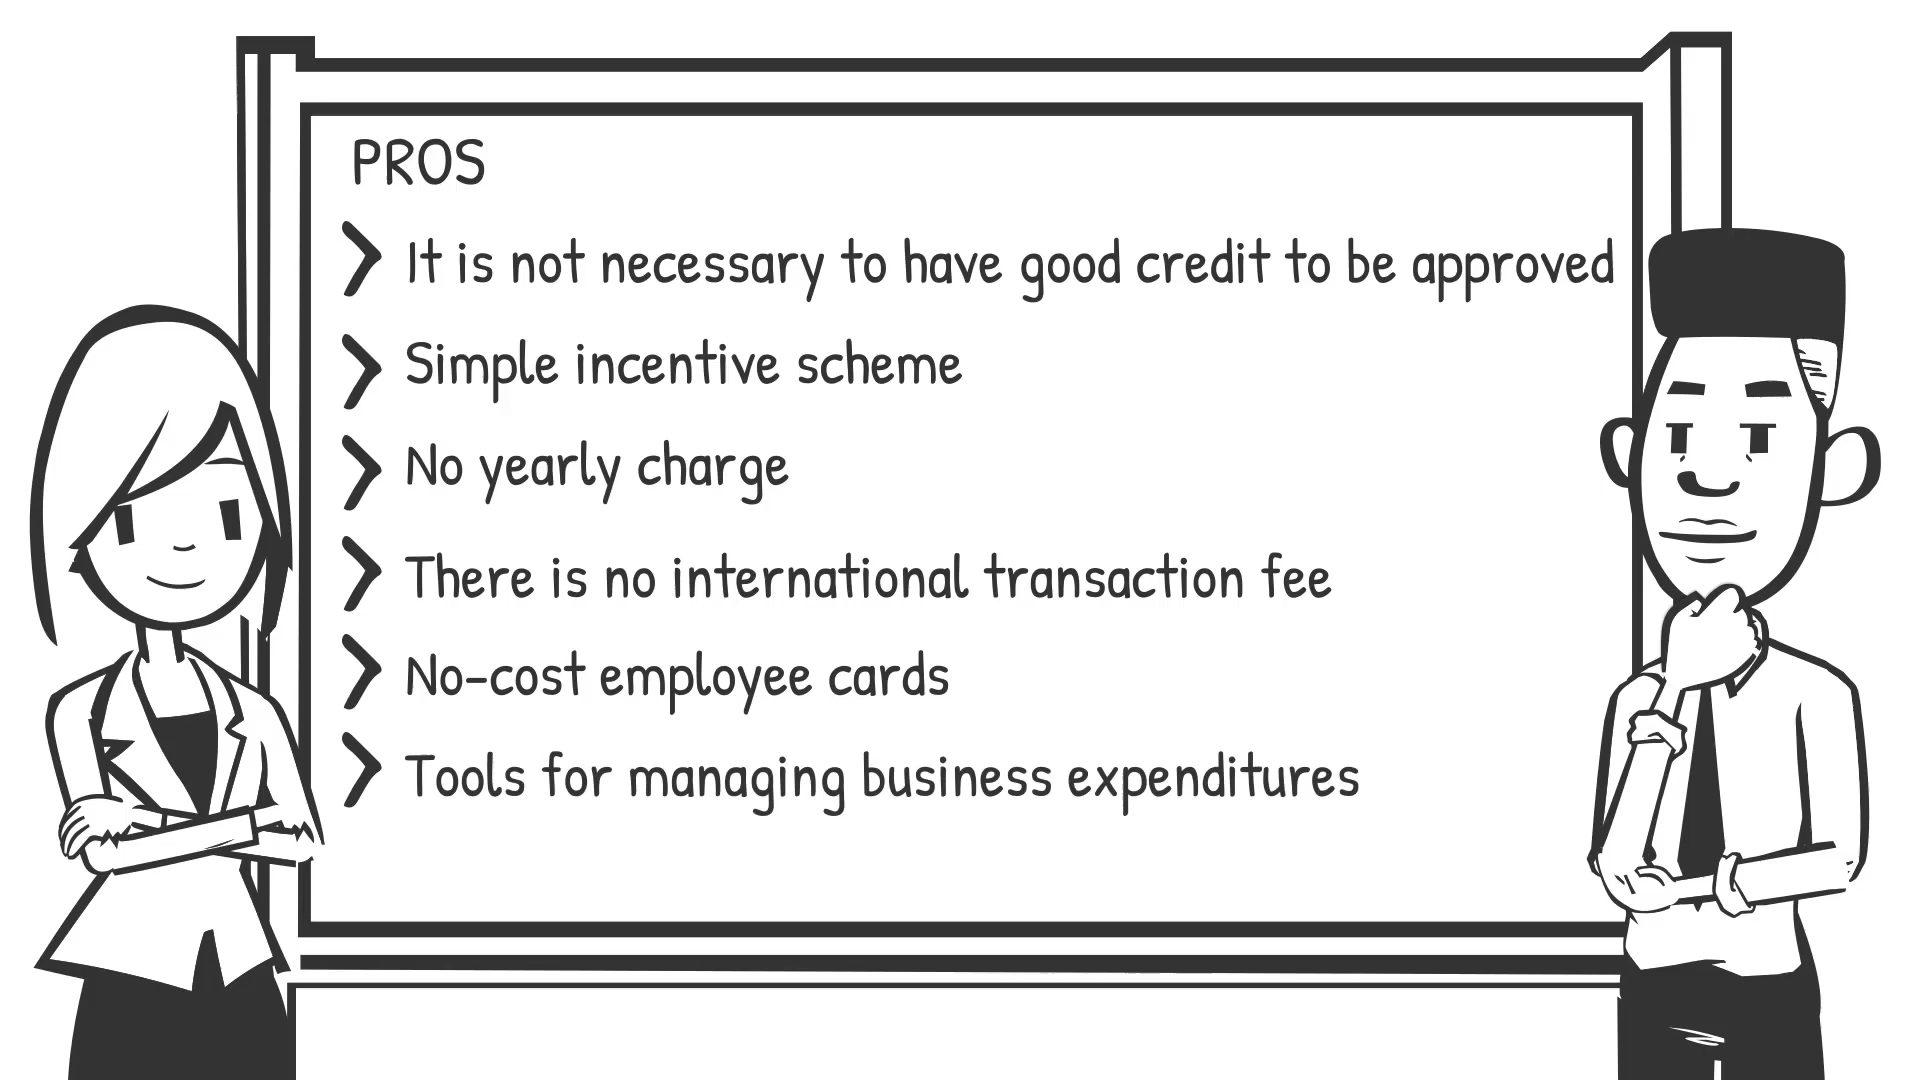 PROS
It is not necessary to have good credit to be approved
Simple incentive scheme
No yearly charge
There is no international transaction fee
No-cost employee cards
Tools for managing business expenditures